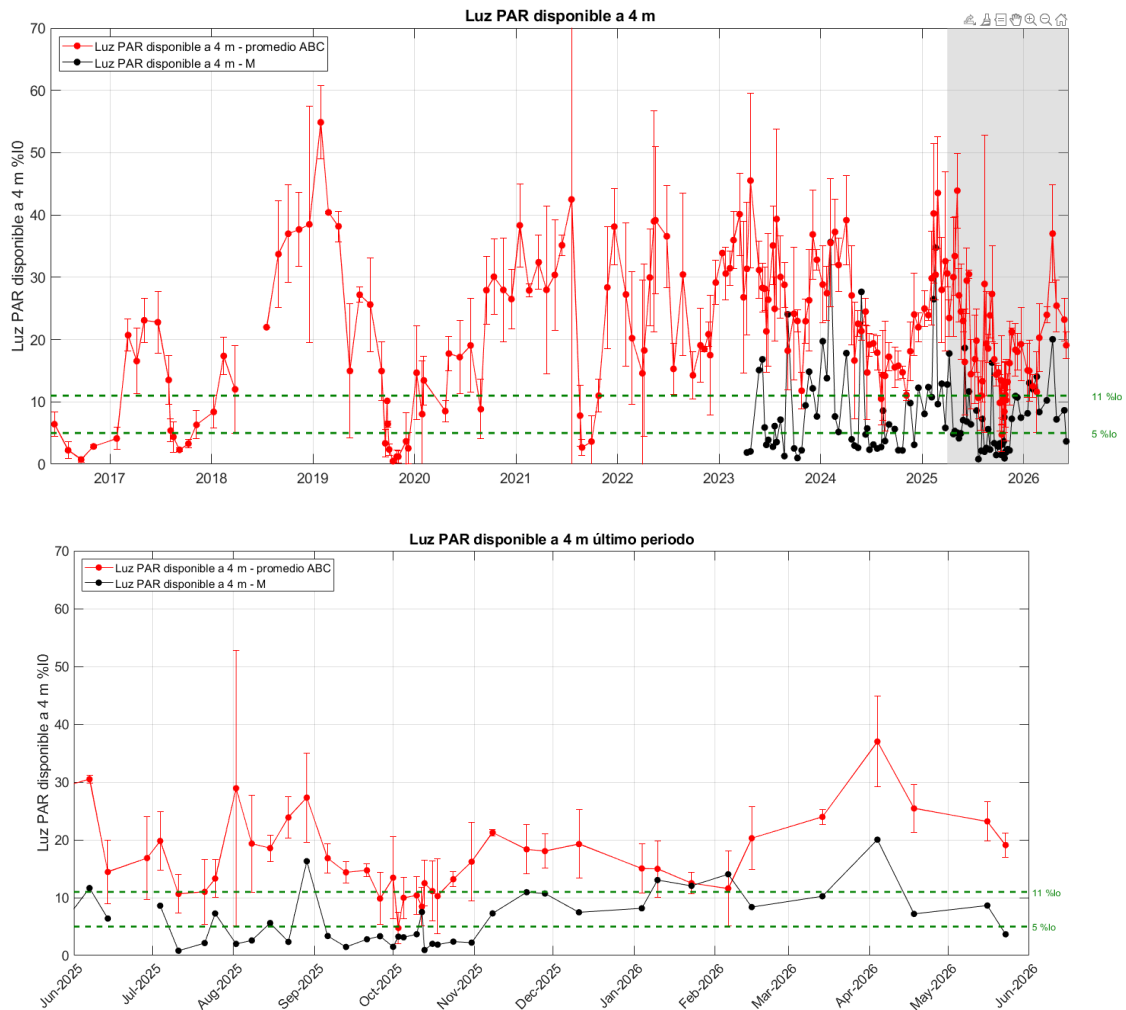 Luz PAR disponible a 4 m
70
60
50
40
30
20
10
0
Luz PAR disponible a 4 m %I0
Luz PAR disponible a 4 m - promedio ABC
Luz PAR disponible a 4 m - M
11 %Io
5 %Io
2017
2018
2019
2020
2021
2022
2023
2024
2025
2026
Luz PAR disponible a 4 m último periodo
70
60
50
40
30
20
10
0
Luz PAR disponible a 4 m %I0
Luz PAR disponible a 4 m - promedio ABC
Luz PAR disponible a 4 m - M
11 %Io
5 %Io
Jun-2025
Jul-2025
Aug-2025
Sep-2025
Oct-2025
Nov-2025
Dec-2025
Jan-2026
Feb-2026
Mar-2026
Apr-2026
May-2026
Jun-2026